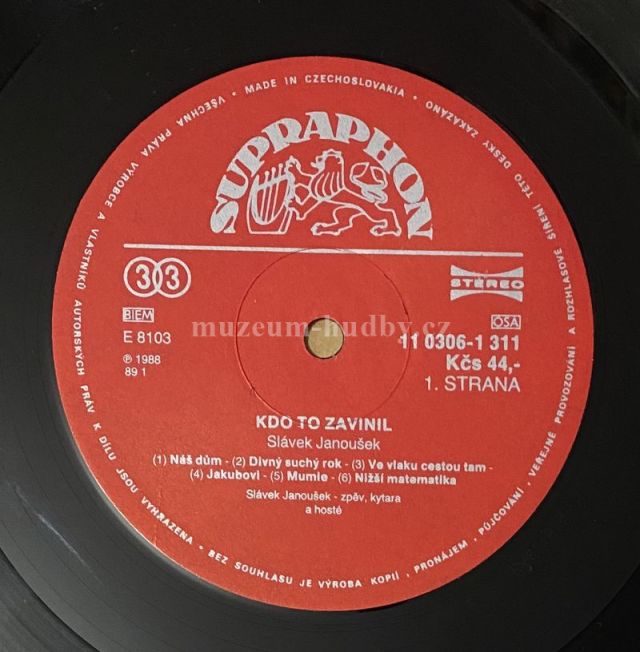 VŠECHNA PRÁVA VÝROBCE A VLASTNÍKŮ AUTORSKÝCH PRÁV K DÍLU JSOU VYHRAZENA - BEZ SOUHLASU JE VÝROBA KOPIÍ, PRONÁJEM, PŮJČOVÁNÍ, VEŘEJNÉ PROVOZOVÁNÍ A ROZHLASOVÉ ŠÍŘENÍ TÉTO DESKY ZAKÁZÁNO • MADE IN CZECHOSLOVAKIA •
SUPRAPHON
33
STEREO
BIEM
OSA
muzeum-hudby.cz
E 8103
11 0306-1 311
℗ 1988
Kčs 44,-
89 1
1. STRANA
KDO TO ZAVINIL
Slávek Janoušek
(1) Náš dům - (2) Divný suchý rok - (3) Ve vlaku cestou tam -
(4) Jakubovi - (5) Mumie - (6) Nižší matematika
Slávek Janoušek - zpěv, kytara
a hosté